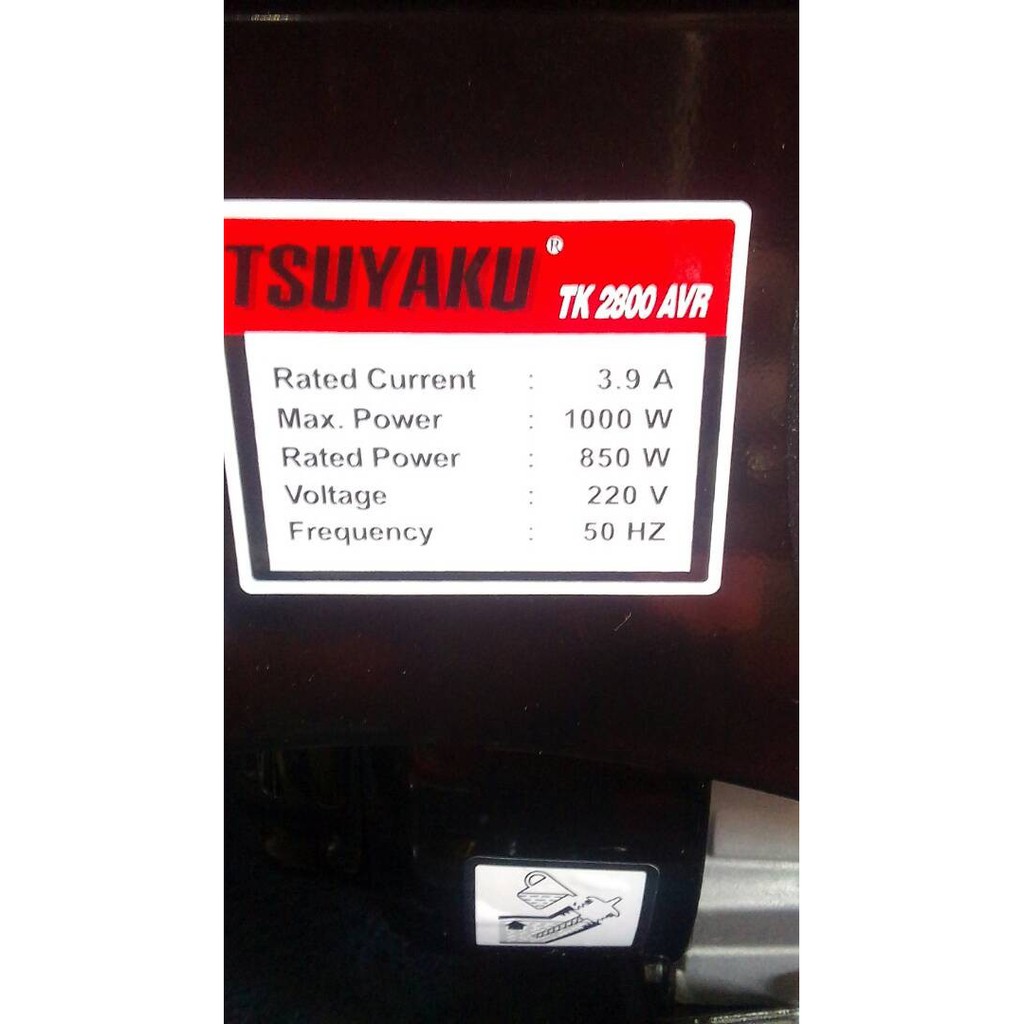 TSUYAKU®
TK 2800 AVR
Rated Current : 3.9 A
Max. Power : 1000 W
Rated Power : 850 W
Voltage : 220 V
Frequency : 50 HZ